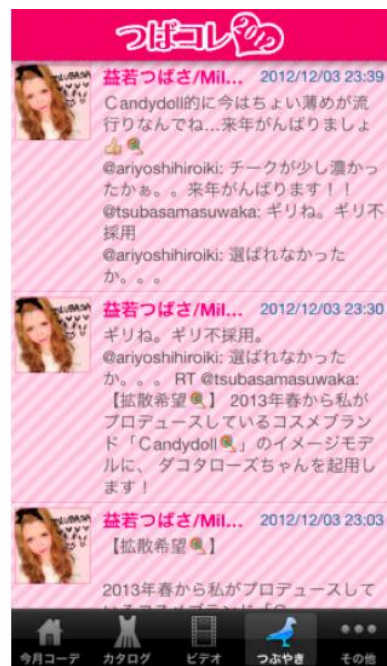 つばコレ2012
益若つばさ/Mil... 2012/12/03 23:39
Candydoll的に今はちょい薄めが流
行りなんでね…来年がんばりましょ
👍🍭
@ariyoshihiroiki: チークが少し濃かっ
たかぁ。。来年がんばります！！
@tsubasamasuwaka: ギリね。ギリ不
採用
@ariyoshihiroiki: 選ばれなかった
か。。。
益若つばさ/Mil... 2012/12/03 23:30
ギリね。ギリ不採用。
@ariyoshihiroiki: 選ばれなかった
か。。。 RT @tsubasamasuwaka:
【拡散希望🍭】 2013年春から私が
プロデュースしているコスメブラン
ド「Candydoll🍭」のイメージモデ
ルに、 ダコタローズちゃんを起用し
ます！
益若つばさ/Mil... 2012/12/03 23:03
【拡散希望🍭】
2013年春から私がプロデュースして
今月コーデ カタログ ビデオ つぶやき その他